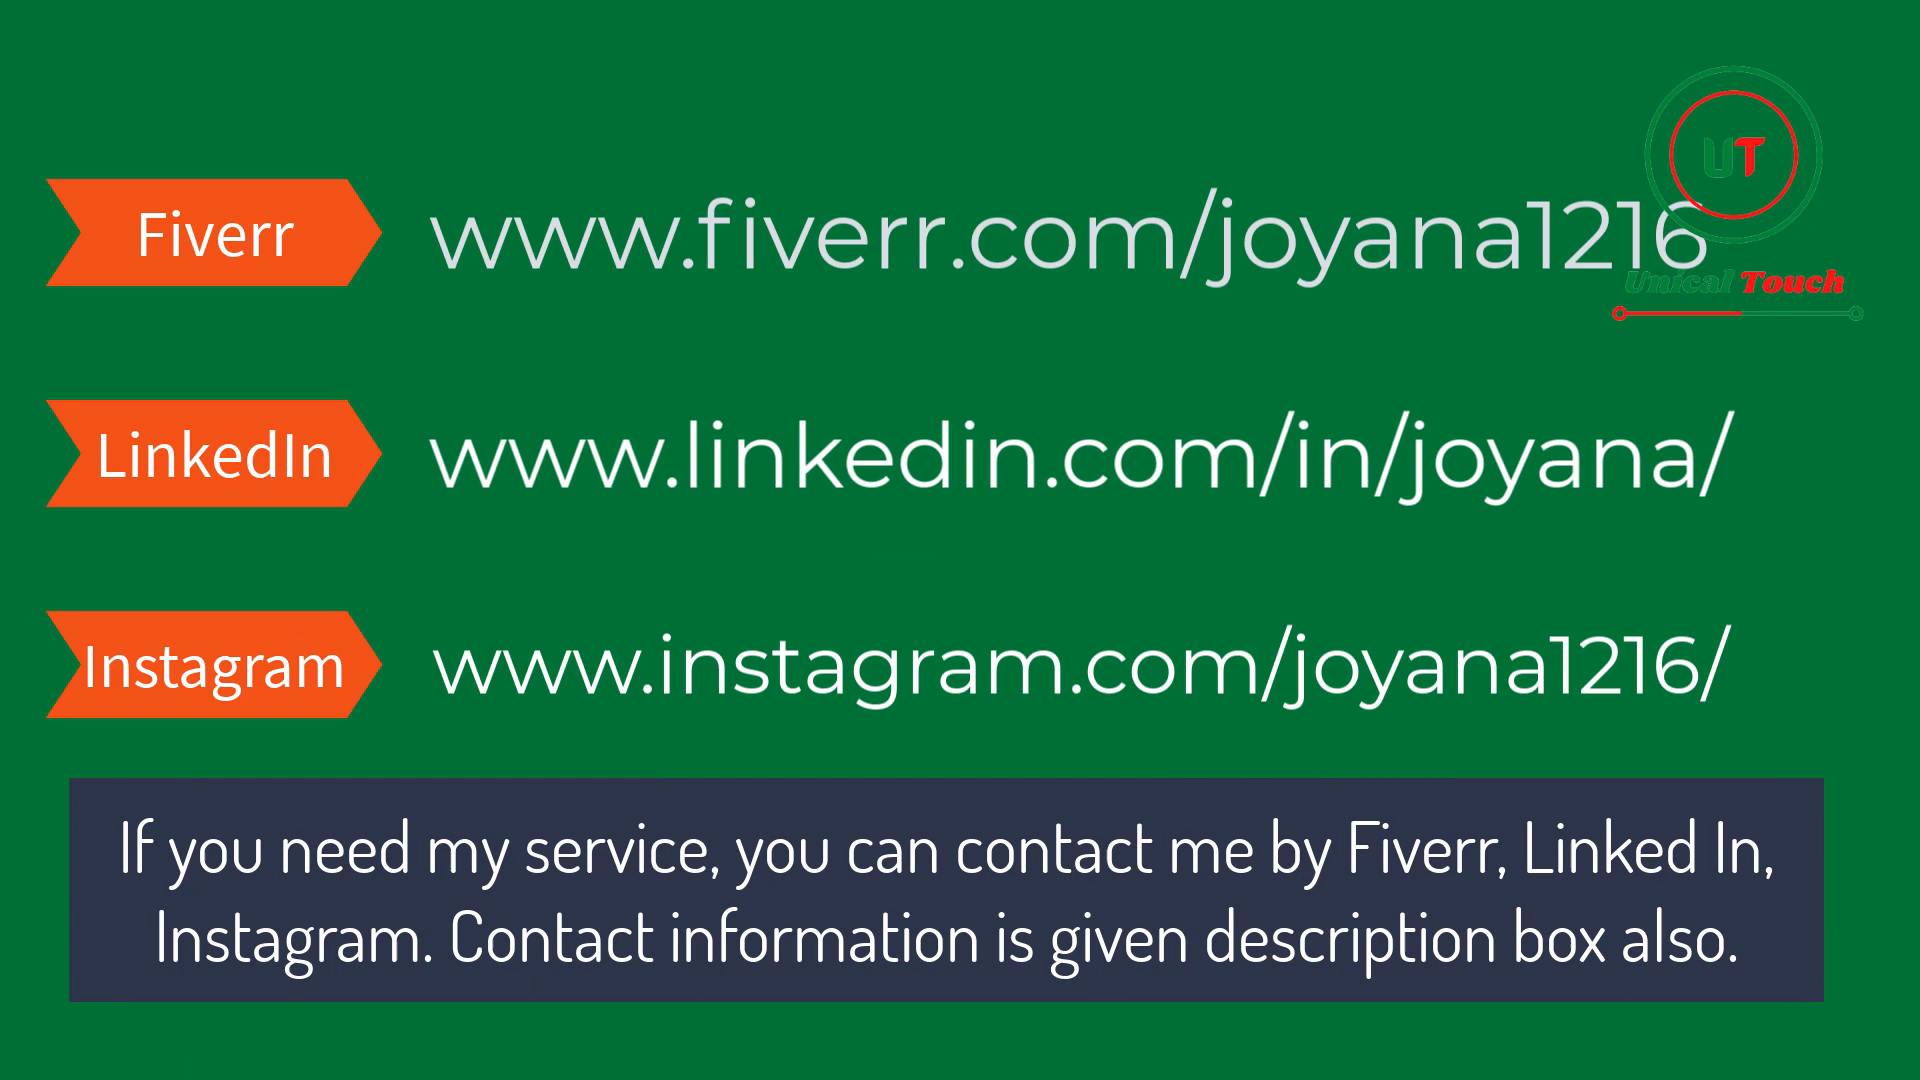 UT
Fiverr www.fiverr.com/joyana1216
Unical Touch
LinkedIn www.linkedin.com/in/joyana/
Instagram www.instagram.com/joyana1216/
If you need my service, you can contact me by Fiverr, Linked In,
Instagram. Contact information is given description box also.